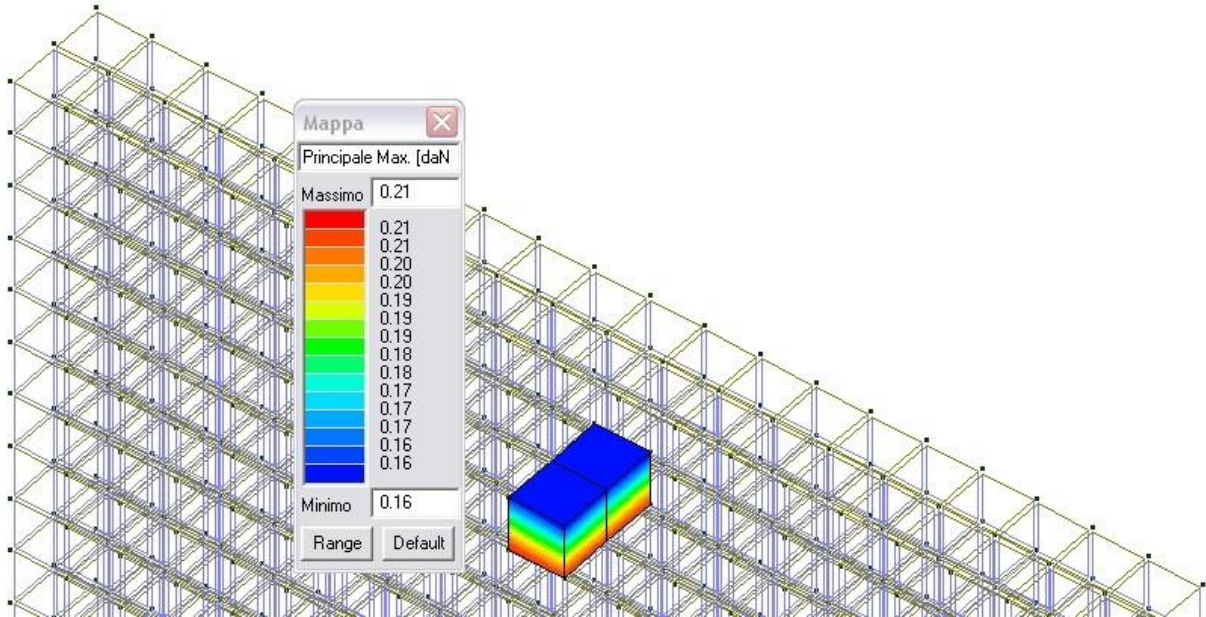 Mappa
Principale Max. [daN
Massimo 0.21
0.21
0.21
0.20
0.20
0.19
0.19
0.19
0.18
0.18
0.17
0.17
0.17
0.16
0.16
Minimo 0.16
Range Default